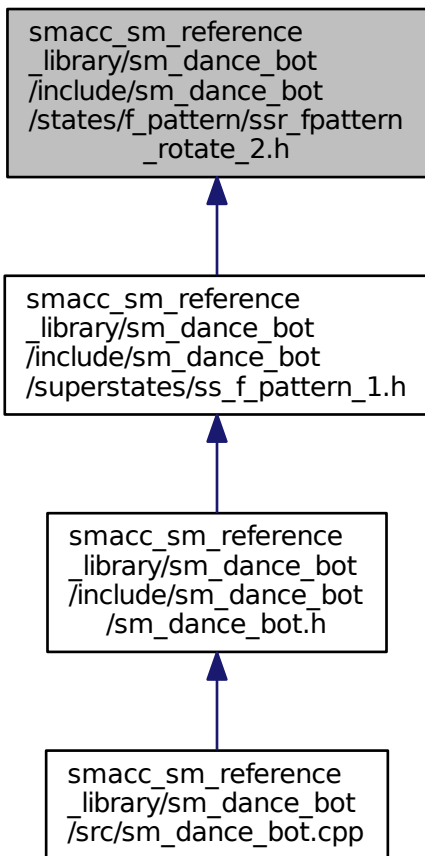 smacc_sm_reference
_library/sm_dance_bot
/include/sm_dance_bot
/states/f_pattern/ssr_fpattern
_rotate_2.h
smacc_sm_reference
_library/sm_dance_bot
/include/sm_dance_bot
/superstates/ss_f_pattern_1.h
smacc_sm_reference
_library/sm_dance_bot
/include/sm_dance_bot
/sm_dance_bot.h
smacc_sm_reference
_library/sm_dance_bot
/src/sm_dance_bot.cpp